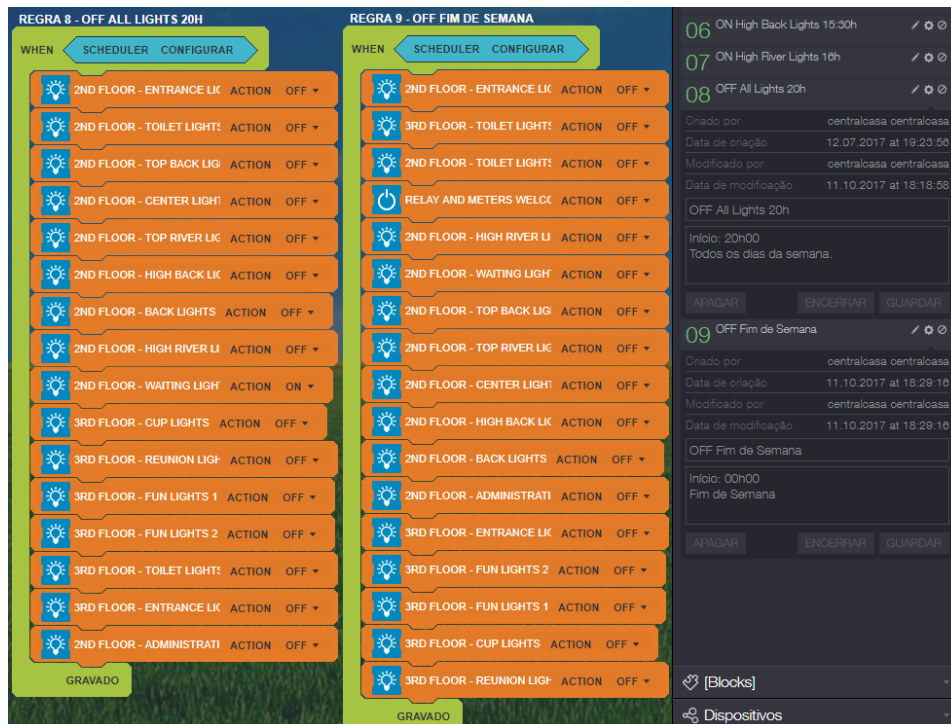 REGRA 8 - OFF ALL LIGHTS 20H
WHEN SCHEDULER CONFIGURAR
2ND FLOOR - ENTRANCE LIC ACTION OFF
2ND FLOOR - TOILET LIGHTS ACTION OFF
2ND FLOOR - TOP BACK LIG ACTION OFF
2ND FLOOR - CENTER LIGHT ACTION OFF
2ND FLOOR - TOP RIVER LIG ACTION OFF
2ND FLOOR - HIGH BACK LIC ACTION OFF
2ND FLOOR - BACK LIGHTS ACTION OFF
2ND FLOOR - HIGH RIVER LI ACTION OFF
2ND FLOOR - WAITING LIGHT ACTION ON
3RD FLOOR - CUP LIGHTS ACTION OFF
3RD FLOOR - REUNION LIGH ACTION OFF
3RD FLOOR - FUN LIGHTS 1 ACTION OFF
3RD FLOOR - FUN LIGHTS 2 ACTION OFF
3RD FLOOR - TOILET LIGHTS ACTION OFF
3RD FLOOR - ENTRANCE LIC ACTION OFF
2ND FLOOR - ADMINISTRATI ACTION OFF
GRAVADO
REGRA 9 - OFF FIM DE SEMANA
WHEN SCHEDULER CONFIGURAR
2ND FLOOR - ENTRANCE LIC ACTION OFF
3RD FLOOR - TOILET LIGHTS ACTION OFF
2ND FLOOR - TOILET LIGHTS ACTION OFF
RELAY AND METERS WELCO ACTION OFF
2ND FLOOR - HIGH RIVER LI ACTION OFF
2ND FLOOR - WAITING LIGHT ACTION OFF
2ND FLOOR - TOP BACK LIG ACTION OFF
2ND FLOOR - TOP RIVER LIG ACTION OFF
2ND FLOOR - CENTER LIGHT ACTION OFF
2ND FLOOR - HIGH BACK LIC ACTION OFF
2ND FLOOR - BACK LIGHTS ACTION OFF
2ND FLOOR - ADMINISTRATI ACTION OFF
3RD FLOOR - ENTRANCE LIC ACTION OFF
3RD FLOOR - FUN LIGHTS 2 ACTION OFF
3RD FLOOR - FUN LIGHTS 1 ACTION OFF
3RD FLOOR - CUP LIGHTS ACTION OFF
3RD FLOOR - REUNION LIGH ACTION OFF
GRAVADO
06 ON High Back Lights 15:30h
07 ON High River Lights 16h
08 OFF All Lights 20h
Criado por centralcasa centralcasa
Data de criação 12.07.2017 at 19:23:56
Modificado por centralcasa centralcasa
Data de modificação 11.10.2017 at 18:18:58
OFF All Lights 20h
Início: 20h00
Todos os dias da semana.
APAGAR ENCERRAR GUARDAR
09 OFF Fim de Semana
Criado por centralcasa centralcasa
Data de criação 11.10.2017 at 18:29:16
Modificado por centralcasa centralcasa
Data de modificação 11.10.2017 at 18:29:16
OFF Fim de Semana
Início: 00h00
Fim de Semana
APAGAR ENCERRAR GUARDAR
[Blocks]
Dispositivos